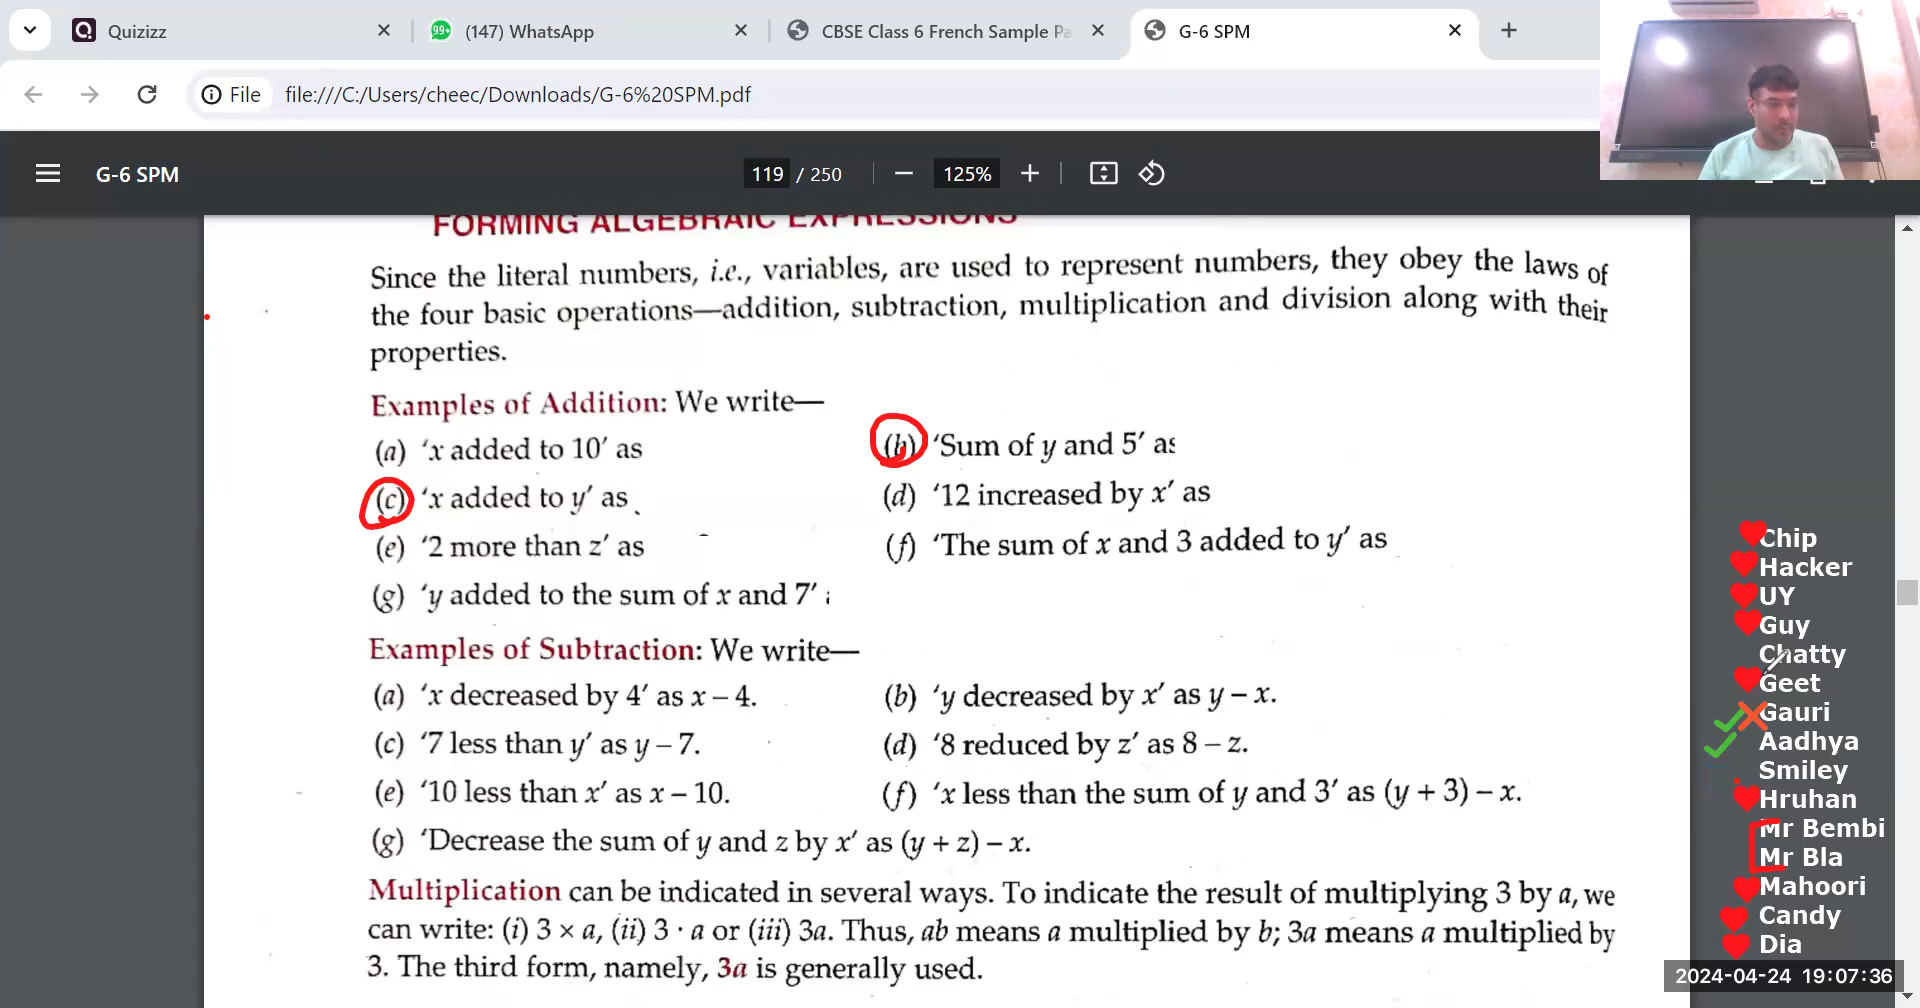 Quizizz
99+ (147) WhatsApp
CBSE Class 6 French Sample Pa
G-6 SPM
File file:///C:/Users/cheec/Downloads/G-6%20SPM.pdf
G-6 SPM 119 / 250 125%
FORMING ALGEBRAIC EXPRESSIONS
Since the literal numbers, i.e., variables, are used to represent numbers, they obey the laws of
the four basic operations—addition, subtraction, multiplication and division along with their
properties.
Examples of Addition: We write—
(a) ‘x added to 10’ as
(b) ‘Sum of y and 5’ as
(c) ‘x added to y’ as
(d) ‘12 increased by x’ as
(e) ‘2 more than z’ as
(f) ‘The sum of x and 3 added to y’ as
(g) ‘y added to the sum of x and 7’
Examples of Subtraction: We write—
(a) ‘x decreased by 4’ as x – 4.
(b) ‘y decreased by x’ as y – x.
(c) ‘7 less than y’ as y – 7.
(d) ‘8 reduced by z’ as 8 – z.
(e) ‘10 less than x’ as x – 10.
(f) ‘x less than the sum of y and 3’ as (y + 3) – x.
(g) ‘Decrease the sum of y and z by x’ as (y + z) – x.
Multiplication can be indicated in several ways. To indicate the result of multiplying 3 by a, we
can write: (i) 3 × a, (ii) 3 · a or (iii) 3a. Thus, ab means a multiplied by b; 3a means a multiplied by
3. The third form, namely, 3a is generally used.
Chip
Hacker
UY
Guy
Chatty
Geet
Gauri
Aadhya
Smiley
Hruhan
Mr Bembi
Mr Bla
Mahoori
Candy
Dia
2024-04-24 19:07:36